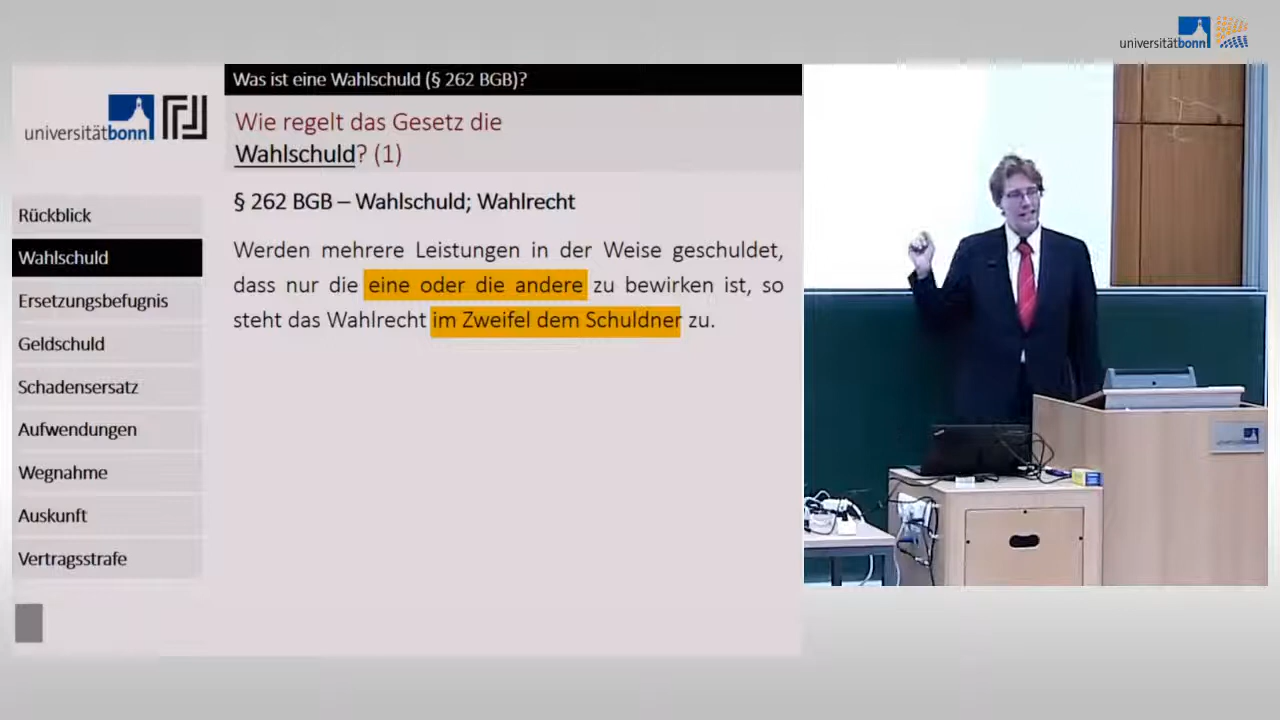 universitätbonn
Was ist eine Wahlschuld (§ 262 BGB)?
universitätbonn
Wie regelt das Gesetz die
Wahlschuld? (1)
§ 262 BGB – Wahlschuld; Wahlrecht
Werden mehrere Leistungen in der Weise geschuldet,
dass nur die eine oder die andere zu bewirken ist, so
steht das Wahlrecht im Zweifel dem Schuldner zu.
Rückblick
Wahlschuld
Ersetzungsbefugnis
Geldschuld
Schadensersatz
Aufwendungen
Wegnahme
Auskunft
Vertragsstrafe